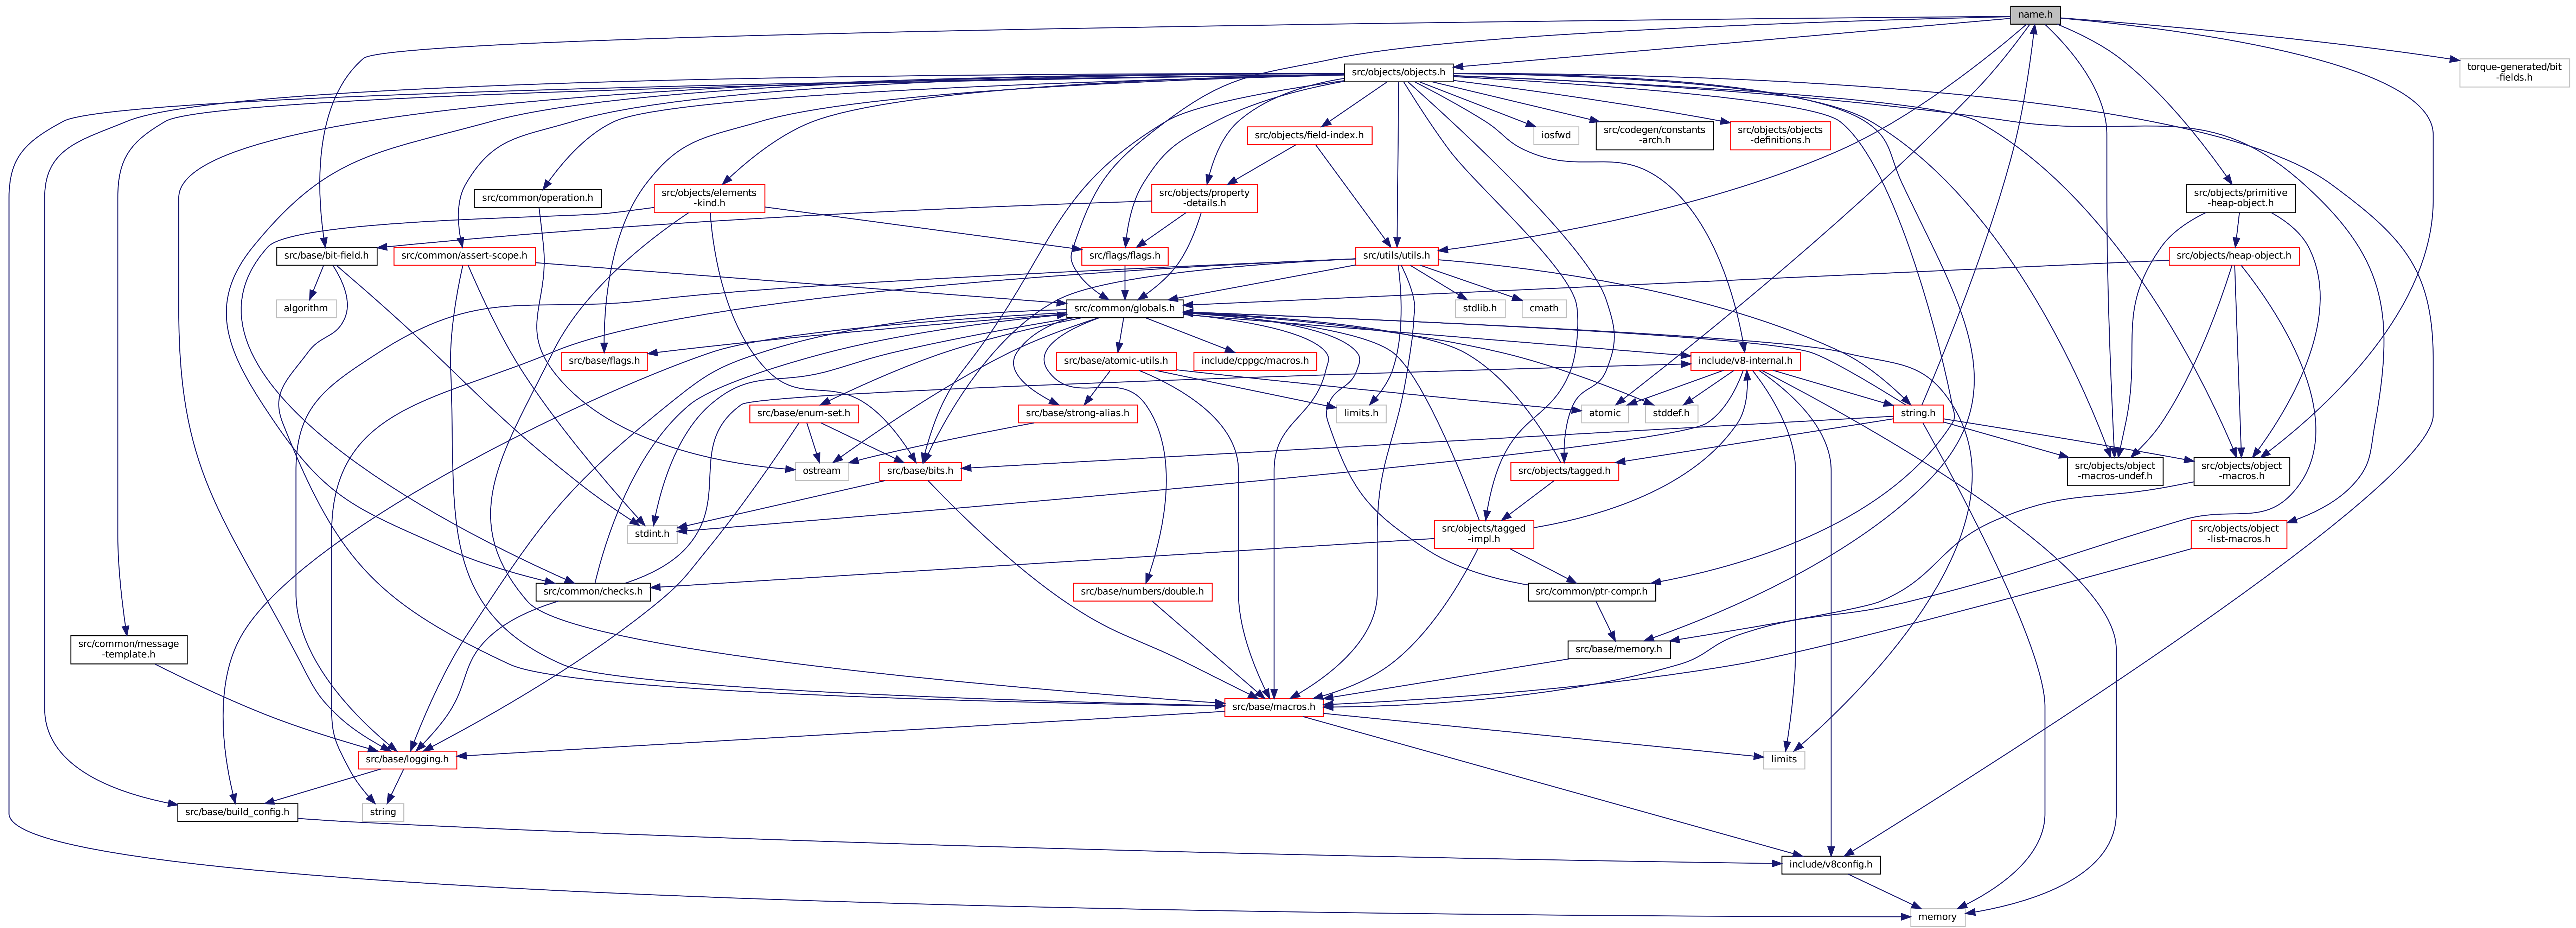 name.h
torque-generated/bit
-fields.h
src/objects/objects.h
src/objects/field-index.h
iosfwd
src/codegen/constants
-arch.h
src/objects/objects
-definitions.h
src/common/operation.h
src/objects/elements
-kind.h
src/objects/property
-details.h
src/objects/primitive
-heap-object.h
src/base/bit-field.h
src/common/assert-scope.h
src/flags/flags.h
src/utils/utils.h
src/objects/heap-object.h
algorithm
src/common/globals.h
stdlib.h
cmath
src/base/flags.h
src/base/atomic-utils.h
include/cppgc/macros.h
include/v8-internal.h
src/base/enum-set.h
src/base/strong-alias.h
limits.h
atomic
stddef.h
string.h
ostream
src/base/bits.h
src/objects/tagged.h
src/objects/object
-macros-undef.h
src/objects/object
-macros.h
stdint.h
src/objects/tagged
-impl.h
src/objects/object
-list-macros.h
src/common/checks.h
src/base/numbers/double.h
src/common/ptr-compr.h
src/common/message
-template.h
src/base/memory.h
src/base/macros.h
src/base/logging.h
limits
src/base/build_config.h
string
include/v8config.h
memory